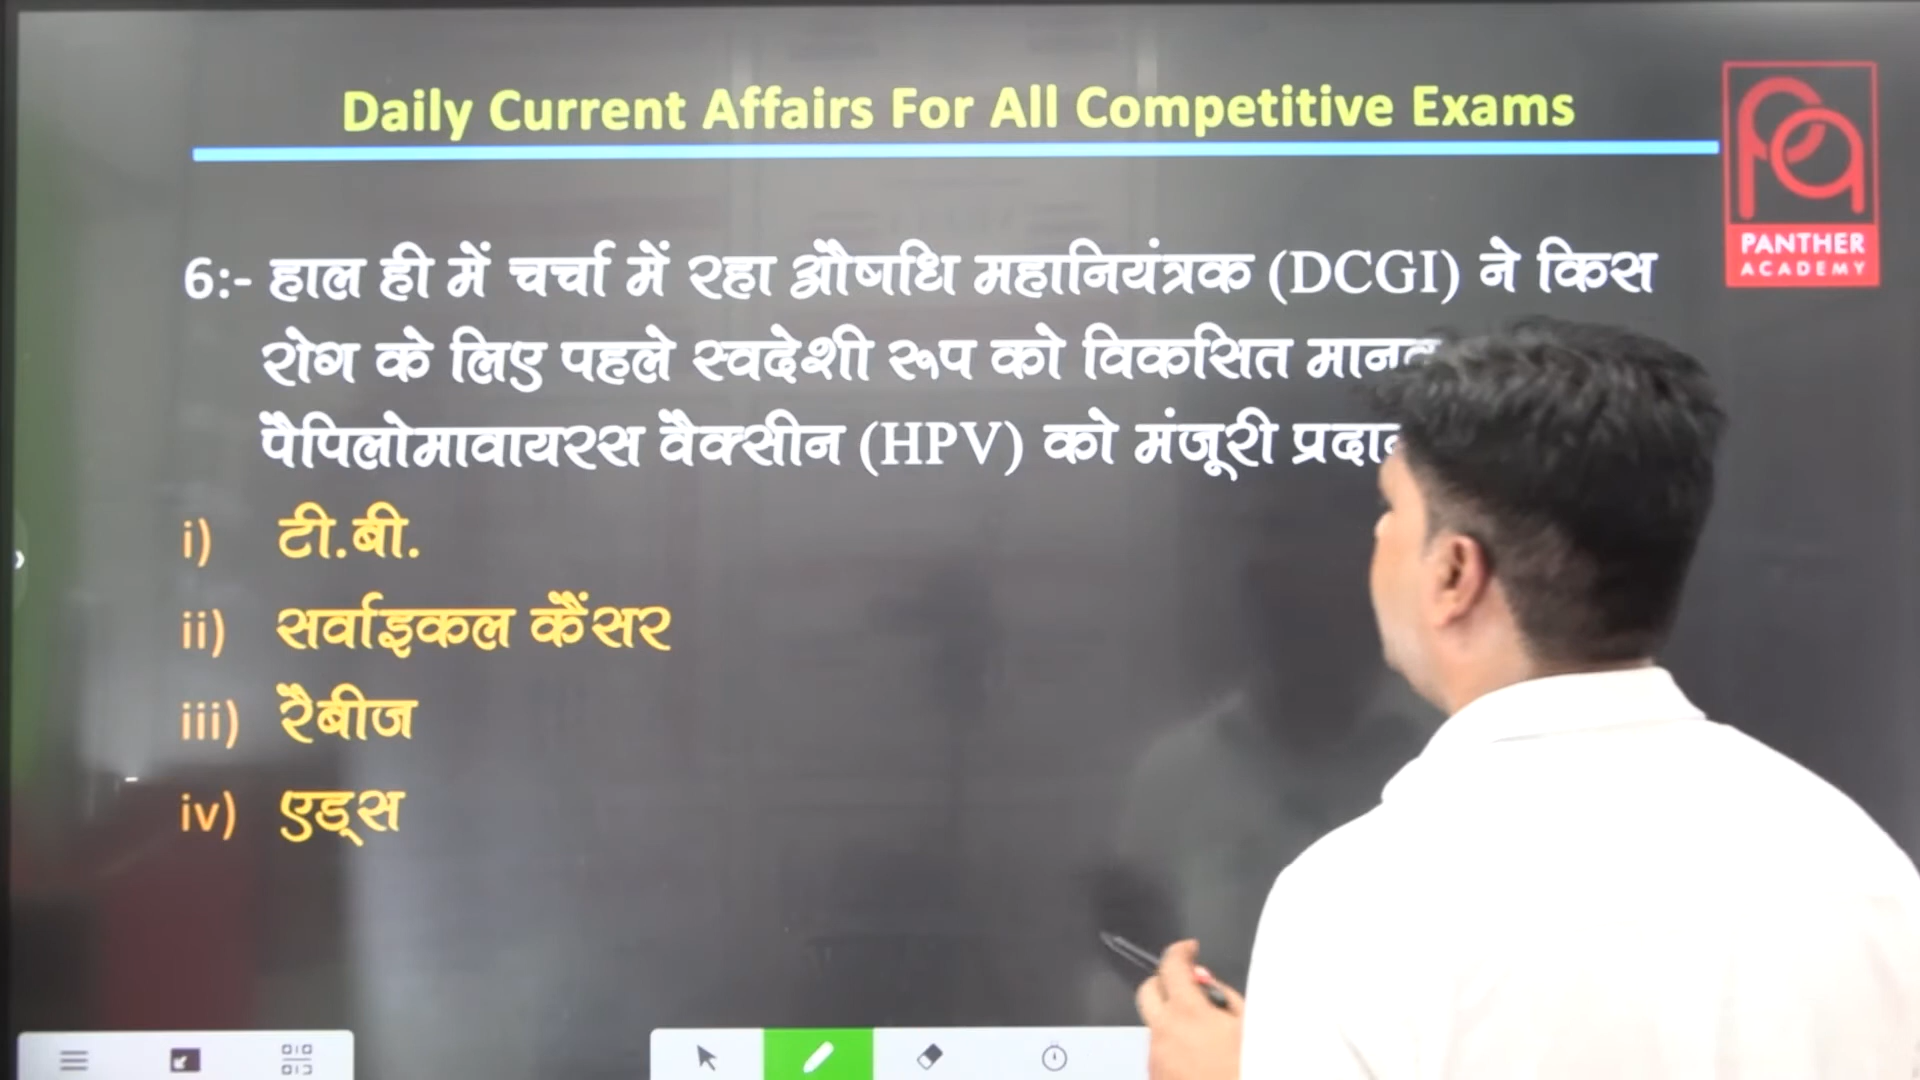 Daily Current Affairs For All Competitive Exams
PANTHER
ACADEMY
6:- हाल ही में चर्चा में रहा औषधि महानियंत्रक (DCGI) ने किस
रोग के लिए पहले स्वदेशी रूप को विकसित
पैपिलोमावायरस वैक्सीन (HPV) को मंजूरी
i) टी.बी.
ii) सर्वाइकल कैंसर
iii) रैबीज
iv) एड्स